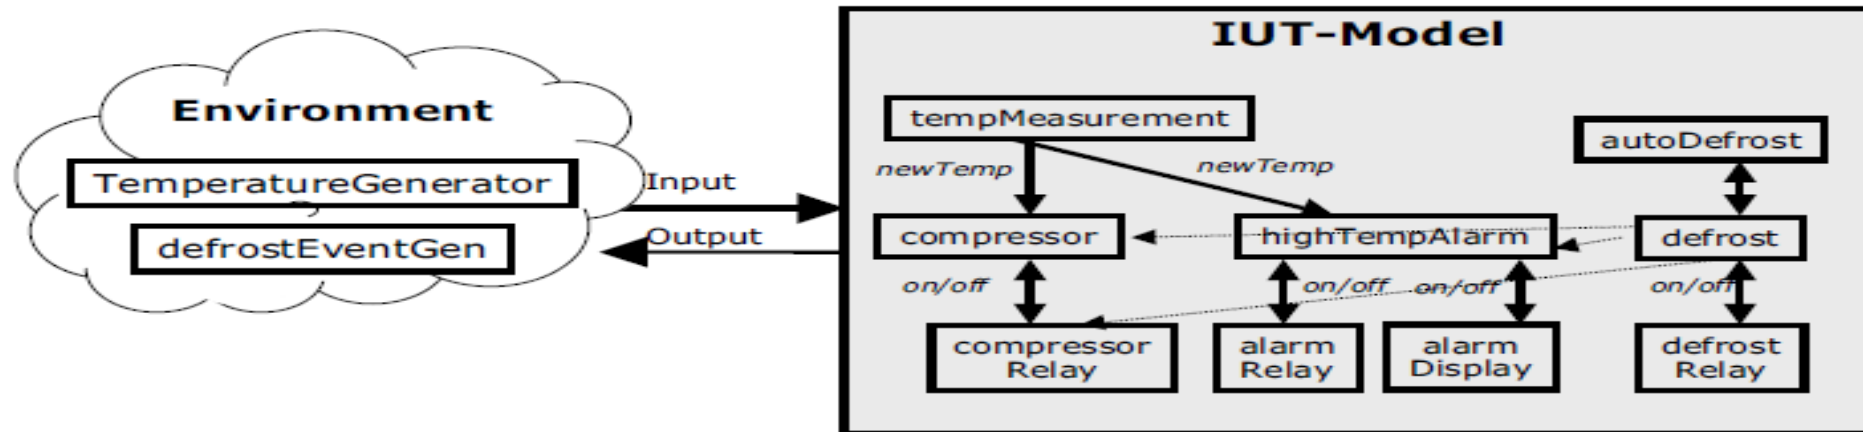 IUT-Model
Environment
tempMeasurement
autoDefrost
TemperatureGenerator
Input
newTemp
newTemp
defrostEventGen
Output
compressor
highTempAlarm
defrost
on/off
on/off
on/off
on/off
compressor
Relay
alarm
Relay
alarm
Display
defrost
Relay